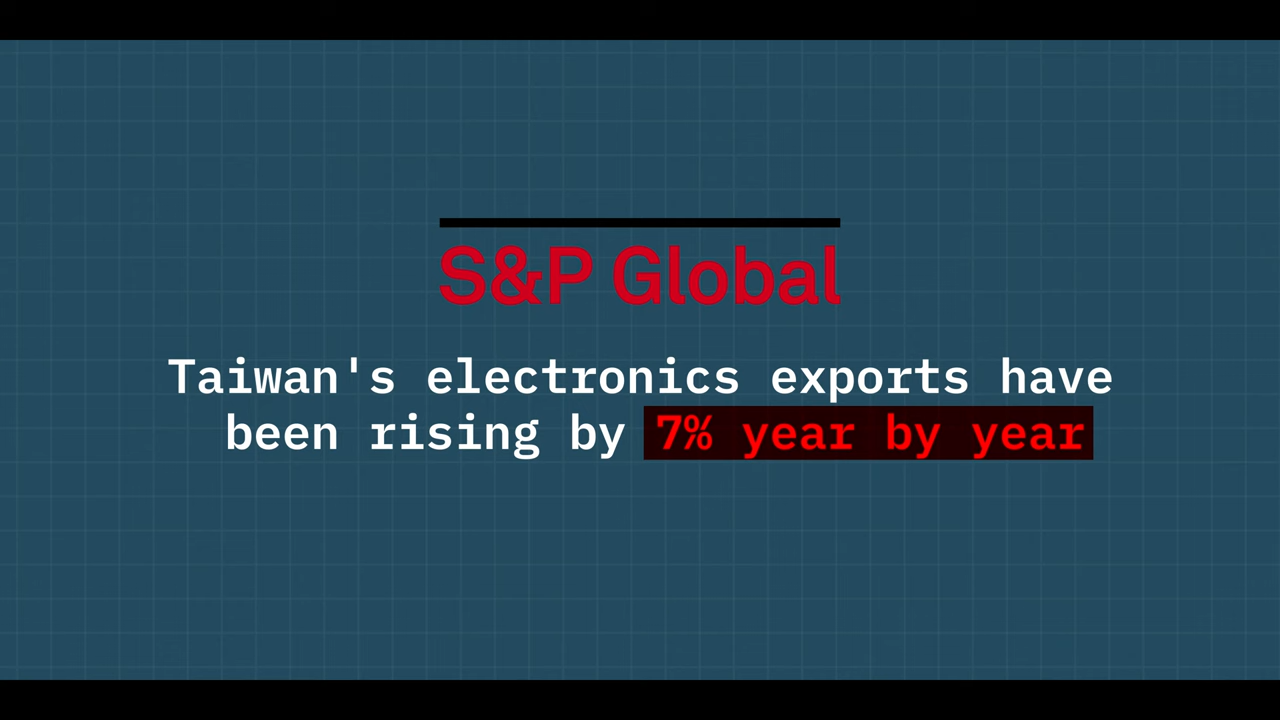 S&P Global
Taiwan's electronics exports have
been rising by 7% year by year